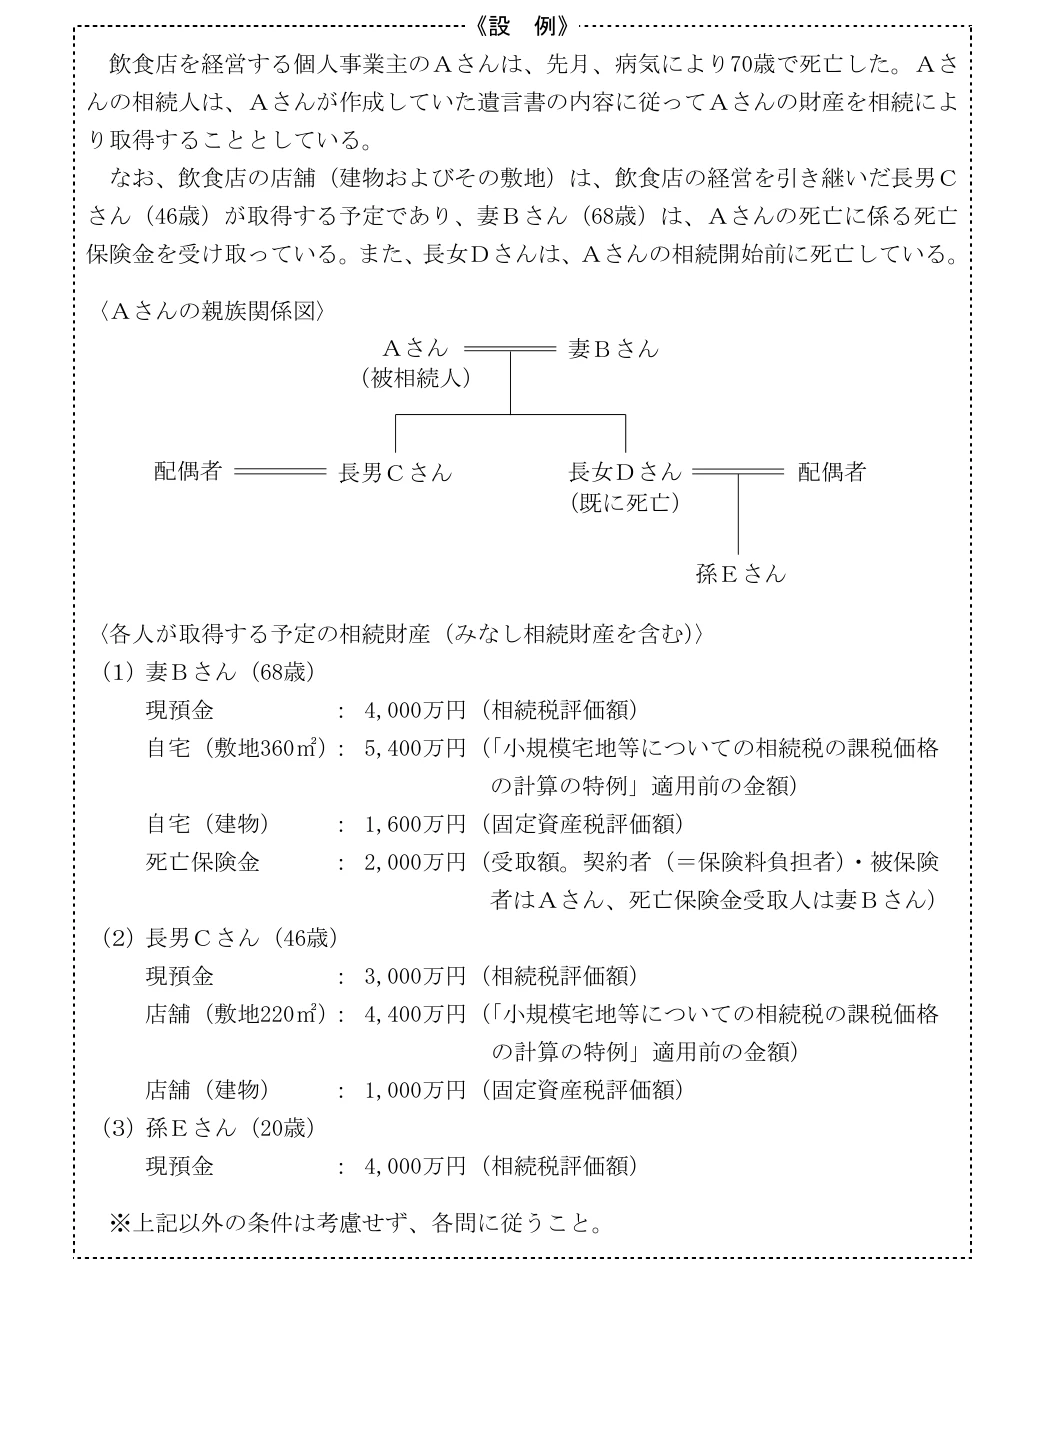 《設　例》
飲食店を経営する個人事業主のＡさんは、先月、病気により70歳で死亡した。Ａさ
んの相続人は、Ａさんが作成していた遺言書の内容に従ってＡさんの財産を相続によ
り取得することとしている。
なお、飲食店の店舗（建物およびその敷地）は、飲食店の経営を引き継いだ長男Ｃ
さん（46歳）が取得する予定であり、妻Ｂさん（68歳）は、Ａさんの死亡に係る死亡
保険金を受け取っている。また、長女Ｄさんは、Ａさんの相続開始前に死亡している。
〈Ａさんの親族関係図〉
Ａさん　妻Ｂさん
（被相続人）
配偶者　長男Ｃさん　長女Ｄさん　配偶者
（既に死亡）
孫Ｅさん
〈各人が取得する予定の相続財産（みなし相続財産を含む）〉
（1）妻Ｂさん（68歳）
現預金　：　4,000万円（相続税評価額）
自宅（敷地360㎡）：　5,400万円（「小規模宅地等についての相続税の課税価格
の計算の特例」適用前の金額）
自宅（建物）　：　1,600万円（固定資産税評価額）
死亡保険金　：　2,000万円（受取額。契約者（＝保険料負担者）・被保険
者はＡさん、死亡保険金受取人は妻Ｂさん）
（2）長男Ｃさん（46歳）
現預金　：　3,000万円（相続税評価額）
店舗（敷地220㎡）：　4,400万円（「小規模宅地等についての相続税の課税価格
の計算の特例」適用前の金額）
店舗（建物）　：　1,000万円（固定資産税評価額）
（3）孫Ｅさん（20歳）
現預金　：　4,000万円（相続税評価額）
※上記以外の条件は考慮せず、各問に従うこと。